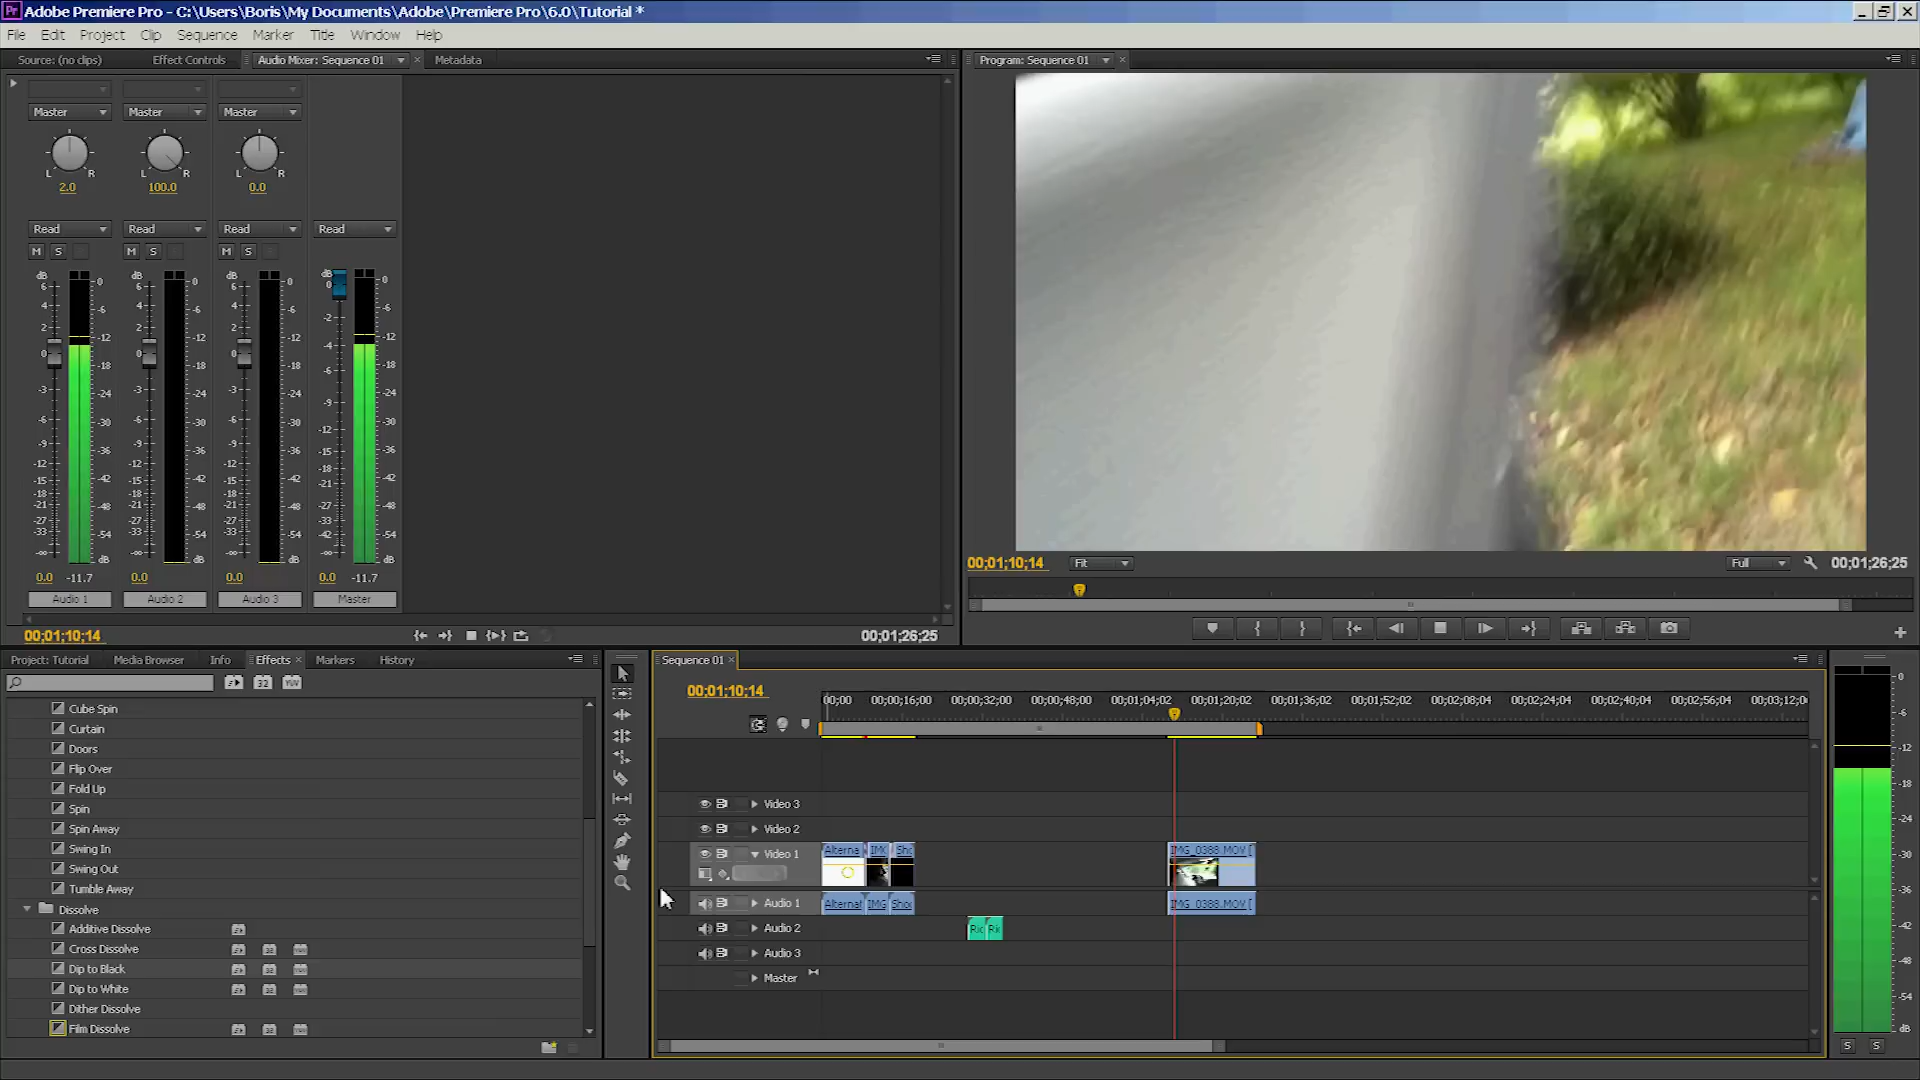 Adobe Premiere Pro - C:\Users\Boris\My Documents\Adobe\Premiere Pro\6.0\Tutorial *
File Edit Project Clip Sequence Marker Title Window Help
Source: (no clips) Effect Controls Audio Mixer: Sequence 01 Metadata
Program: Sequence 01
Master Master Master
L R L R L R
2.0 100.0 0.0
Read Read Read Read
M S M S M S
0.0 -11.7 0.0 0.0 0.0 -11.7
Audio 1 Audio 2 Audio 3 Master
00;01;10;14 00;01;26;25
00;01;10;14 Fit Full 00;01;26;25
Project: Tutorial Media Browser Info Effects Markers History
Cube Spin
Curtain
Doors
Flip Over
Fold Up
Spin
Spin Away
Swing In
Swing Out
Tumble Away
Dissolve
Additive Dissolve
Cross Dissolve
Dip to Black
Dip to White
Dither Dissolve
Film Dissolve
Sequence 01
00;01;10;14
00;00 00;00;16;00 00;00;32;00 00;00;48;00 00;01;04;02 00;01;20;02 00;01;36;02 00;01;52;02 00;02;08;04 00;02;24;04 00;02;40;04 00;02;56;04 00;03;12;0
Video 3
Video 2
Video 1 Alterna IMG Sho IMG_0388.MOV [
Audio 1 Alternat IMG Shoo IMG_0388.MOV [
Audio 2 Ric Ric
Audio 3
Master
S S